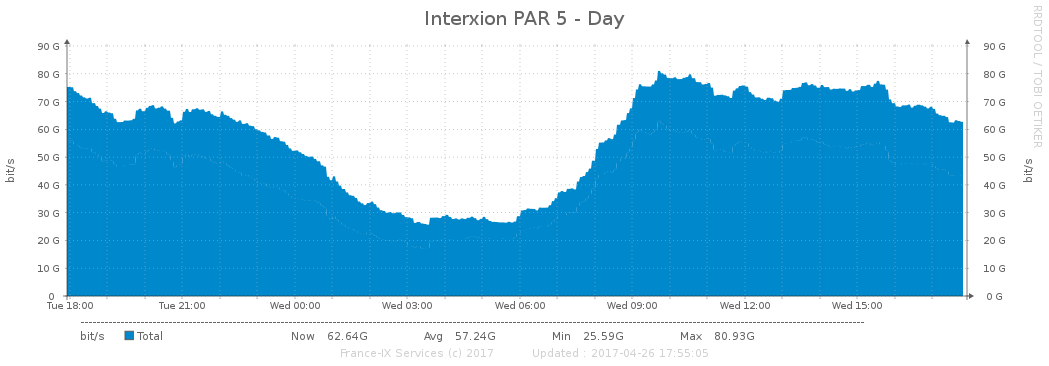 Interxion PAR 5 - Day
RRDTOOL / TOBI OETIKER
90 G 90 G
80 G 80 G
70 G 70 G
60 G 60 G
50 G 50 G
40 G 40 G
30 G 30 G
20 G 20 G
10 G 10 G
0 0 G
bit/s bit/s
Tue 18:00 Tue 21:00 Wed 00:00 Wed 03:00 Wed 06:00 Wed 09:00 Wed 12:00 Wed 15:00
bit/s Total Now 62.64G Avg 57.24G Min 25.59G Max 80.93G
France-IX Services (c) 2017 Updated : 2017-04-26 17:55:05